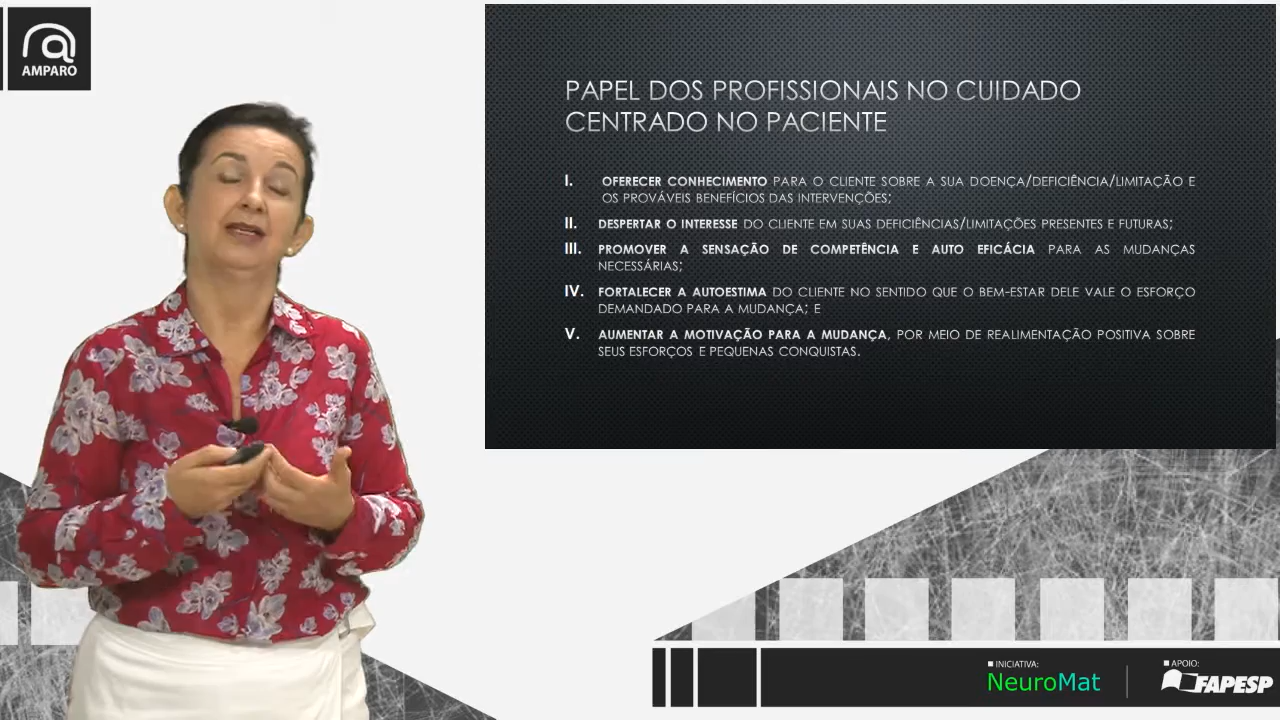 AMPARO
PAPEL DOS PROFISSIONAIS NO CUIDADO
CENTRADO NO PACIENTE
I. OFERECER CONHECIMENTO PARA O CLIENTE SOBRE A SUA DOENÇA/DEFICIÊNCIA/LIMITAÇÃO E
OS PROVÁVEIS BENEFÍCIOS DAS INTERVENÇÕES;
II. DESPERTAR O INTERESSE DO CLIENTE EM SUAS DEFICIÊNCIAS/LIMITAÇÕES PRESENTES E FUTURAS;
III. PROMOVER A SENSAÇÃO DE COMPETÊNCIA E AUTO EFICÁCIA PARA AS MUDANÇAS
NECESSÁRIAS;
IV. FORTALECER A AUTOESTIMA DO CLIENTE NO SENTIDO QUE O BEM-ESTAR DELE VALE O ESFORÇO
DEMANDADO PARA A MUDANÇA; E
V. AUMENTAR A MOTIVAÇÃO PARA A MUDANÇA, POR MEIO DE REALIMENTAÇÃO POSITIVA SOBRE
SEUS ESFORÇOS E PEQUENAS CONQUISTAS.
INICIATIVA:
NeuroMat
APOIO:
FAPESP